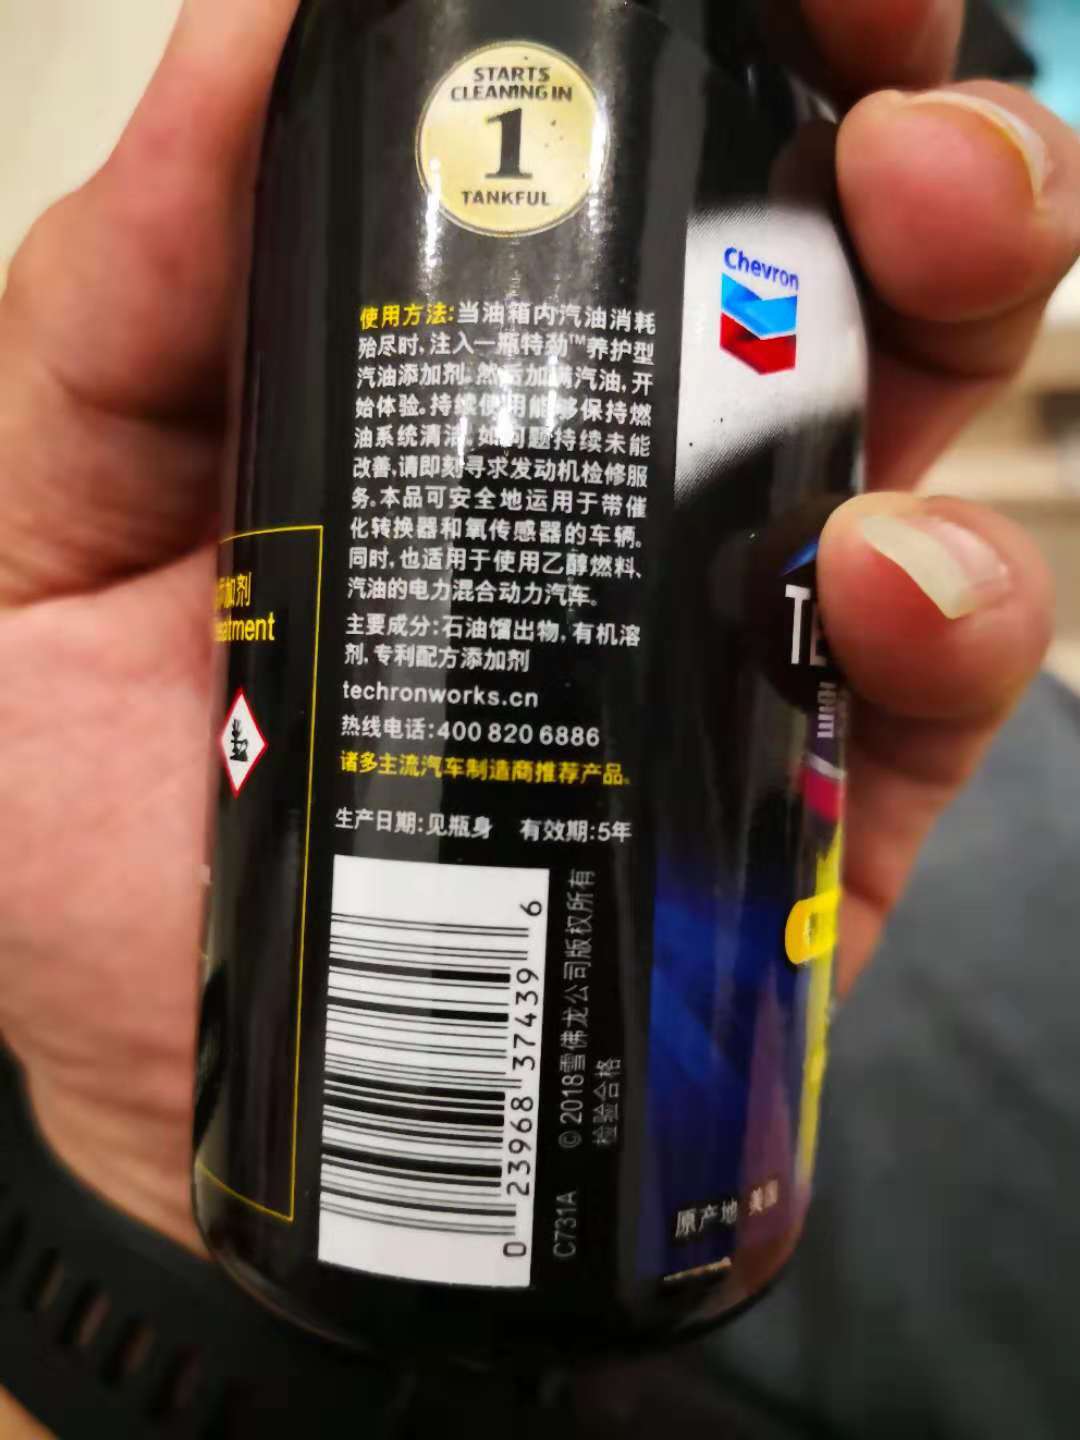 STARTS
CLEANING IN
1
TANKFUL
Chevron
使用方法:当油箱内汽油消耗
殆尽时,注入一瓶特劲™养护型
汽油添加剂,然后加满汽油,开
始体验。持续使用能够保持燃
油系统清洁。如问题持续未能
改善,请即刻寻求发动机检修服
务。本品可安全地运用于带催
化转换器和氧传感器的车辆。
同时,也适用于使用乙醇燃料、
汽油的电力混合动力汽车。
主要成分:石油馏出物,有机溶
剂,专利配方添加剂
techronworks.cn
热线电话:400 820 6886
诸多主流汽车制造商推荐产品。
生产日期:见瓶身 有效期:5年
加剂
0 23968 37439 6
C731A ©2018雪佛龙公司版权所有
检验合格
原产地 美国
TE